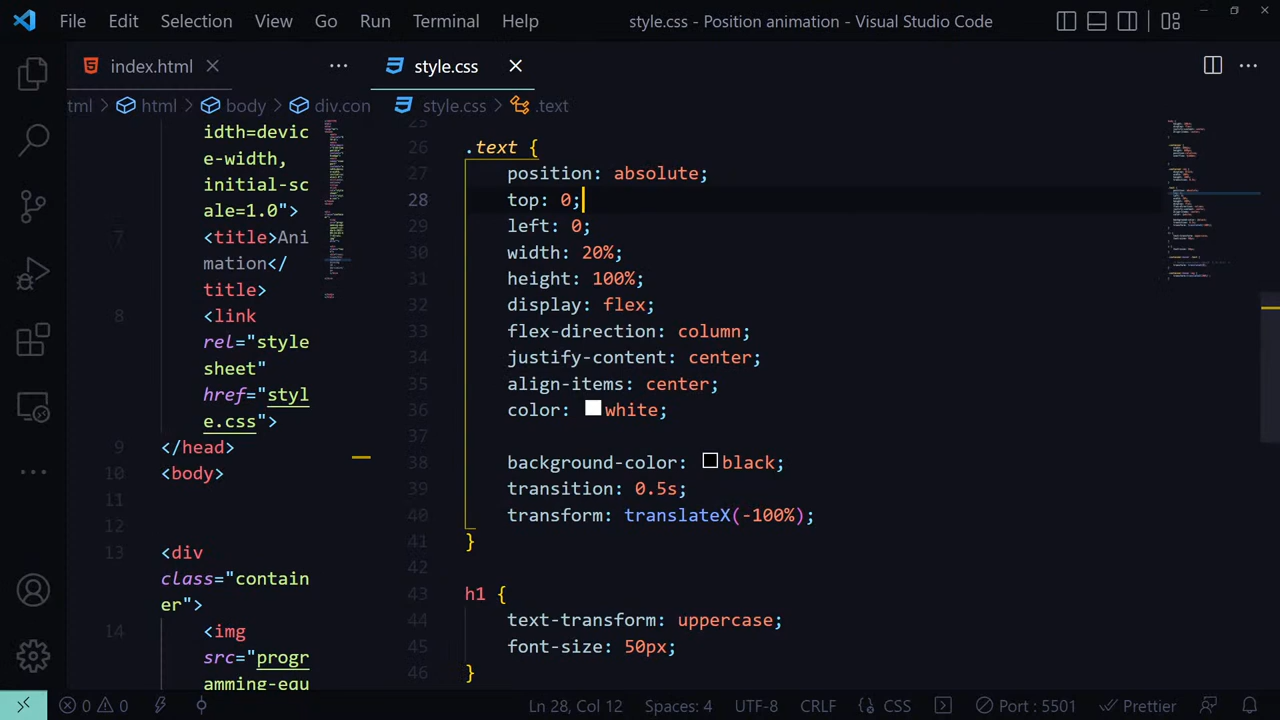 File Edit Selection View Go Run Terminal Help
style.css - Position animation - Visual Studio Code
index.html
style.css
tml > html > body > div.con
style.css > .text
idth=devic
e-width,
initial-sc
ale=1.0">
7 <title>Ani
mation</
title>
8 <link
rel="style
sheet"
href="styl
e.css">
9 </head>
10 <body>
11
12
13 <div
class="contain
er">
14 <img
src="progr
amming-equ
25
26 .text {
27 position: absolute;
28 top: 0;
29 left: 0;
30 width: 20%;
31 height: 100%;
32 display: flex;
33 flex-direction: column;
34 justify-content: center;
35 align-items: center;
36 color: white;
37
38 background-color: black;
39 transition: 0.5s;
40 transform: translateX(-100%);
41 }
42
43 h1 {
44 text-transform: uppercase;
45 font-size: 50px;
46 }
0 0 Ln 28, Col 12 Spaces: 4 UTF-8 CRLF CSS Port : 5501 Prettier